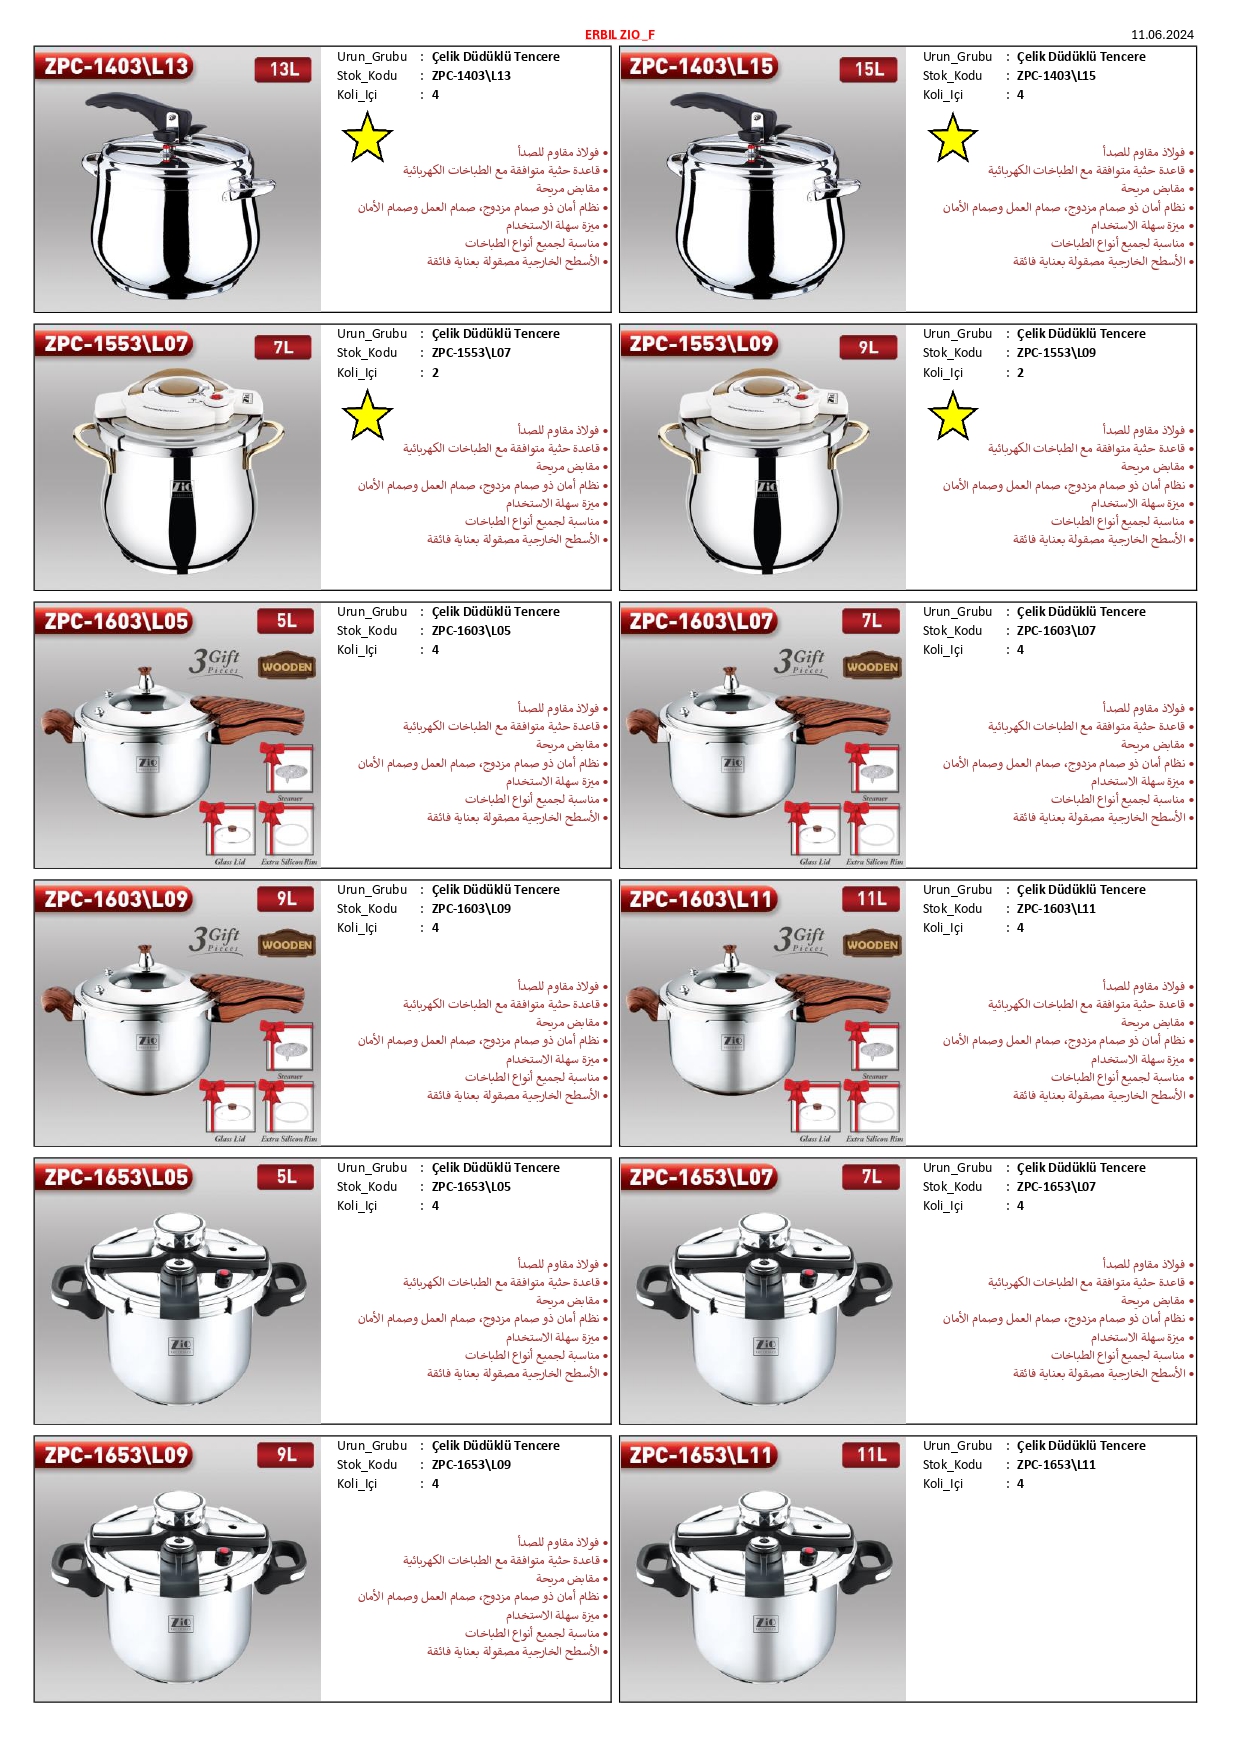 ERBIL ZIO_F
11.06.2024
ZPC-1403\L13
13L
Urun_Grubu : Çelik Düdüklü Tencere
Stok_Kodu : ZPC-1403\L13
Koli_Içi : 4
• فولاذ مقاوم للصدأ
• قاعدة حثية متوافقة مع الطباخات الكهربائية
• مقابض مريحة
• نظام أمان ذو صمام مزدوج، صمام العمل وصمام الأمان
• ميزة سهلة الاستخدام
• مناسبة لجميع أنواع الطباخات
• الأسطح الخارجية مصقولة بعناية فائقة
ZPC-1403\L15
15L
Urun_Grubu : Çelik Düdüklü Tencere
Stok_Kodu : ZPC-1403\L15
Koli_Içi : 4
• فولاذ مقاوم للصدأ
• قاعدة حثية متوافقة مع الطباخات الكهربائية
• مقابض مريحة
• نظام أمان ذو صمام مزدوج، صمام العمل وصمام الأمان
• ميزة سهلة الاستخدام
• مناسبة لجميع أنواع الطباخات
• الأسطح الخارجية مصقولة بعناية فائقة
ZPC-1553\L07
7L
Zio
Urun_Grubu : Çelik Düdüklü Tencere
Stok_Kodu : ZPC-1553\L07
Koli_Içi : 2
• فولاذ مقاوم للصدأ
• قاعدة حثية متوافقة مع الطباخات الكهربائية
• مقابض مريحة
• نظام أمان ذو صمام مزدوج، صمام العمل وصمام الأمان
• ميزة سهلة الاستخدام
• مناسبة لجميع أنواع الطباخات
• الأسطح الخارجية مصقولة بعناية فائقة
ZPC-1553\L09
9L
Zio
Urun_Grubu : Çelik Düdüklü Tencere
Stok_Kodu : ZPC-1553\L09
Koli_Içi : 2
• فولاذ مقاوم للصدأ
• قاعدة حثية متوافقة مع الطباخات الكهربائية
• مقابض مريحة
• نظام أمان ذو صمام مزدوج، صمام العمل وصمام الأمان
• ميزة سهلة الاستخدام
• مناسبة لجميع أنواع الطباخات
• الأسطح الخارجية مصقولة بعناية فائقة
ZPC-1603\L05
5L
3 Gift
Pieces
WOODEN
Zio
Steamer
Glass Lid
Extra Silicon Rim
Urun_Grubu : Çelik Düdüklü Tencere
Stok_Kodu : ZPC-1603\L05
Koli_Içi : 4
• فولاذ مقاوم للصدأ
• قاعدة حثية متوافقة مع الطباخات الكهربائية
• مقابض مريحة
• نظام أمان ذو صمام مزدوج، صمام العمل وصمام الأمان
• ميزة سهلة الاستخدام
• مناسبة لجميع أنواع الطباخات
• الأسطح الخارجية مصقولة بعناية فائقة
ZPC-1603\L07
7L
3 Gift
Pieces
WOODEN
Zio
Steamer
Glass Lid
Extra Silicon Rim
Urun_Grubu : Çelik Düdüklü Tencere
Stok_Kodu : ZPC-1603\L07
Koli_Içi : 4
• فولاذ مقاوم للصدأ
• قاعدة حثية متوافقة مع الطباخات الكهربائية
• مقابض مريحة
• نظام أمان ذو صمام مزدوج، صمام العمل وصمام الأمان
• ميزة سهلة الاستخدام
• مناسبة لجميع أنواع الطباخات
• الأسطح الخارجية مصقولة بعناية فائقة
ZPC-1603\L09
9L
3 Gift
Pieces
WOODEN
Zio
Steamer
Glass Lid
Extra Silicon Rim
Urun_Grubu : Çelik Düdüklü Tencere
Stok_Kodu : ZPC-1603\L09
Koli_Içi : 4
• فولاذ مقاوم للصدأ
• قاعدة حثية متوافقة مع الطباخات الكهربائية
• مقابض مريحة
• نظام أمان ذو صمام مزدوج، صمام العمل وصمام الأمان
• ميزة سهلة الاستخدام
• مناسبة لجميع أنواع الطباخات
• الأسطح الخارجية مصقولة بعناية فائقة
ZPC-1603\L11
11L
3 Gift
Pieces
WOODEN
Zio
Steamer
Glass Lid
Extra Silicon Rim
Urun_Grubu : Çelik Düdüklü Tencere
Stok_Kodu : ZPC-1603\L11
Koli_Içi : 4
• فولاذ مقاوم للصدأ
• قاعدة حثية متوافقة مع الطباخات الكهربائية
• مقابض مريحة
• نظام أمان ذو صمام مزدوج، صمام العمل وصمام الأمان
• ميزة سهلة الاستخدام
• مناسبة لجميع أنواع الطباخات
• الأسطح الخارجية مصقولة بعناية فائقة
ZPC-1653\L05
5L
Zio
Urun_Grubu : Çelik Düdüklü Tencere
Stok_Kodu : ZPC-1653\L05
Koli_Içi : 4
• فولاذ مقاوم للصدأ
• قاعدة حثية متوافقة مع الطباخات الكهربائية
• مقابض مريحة
• نظام أمان ذو صمام مزدوج، صمام العمل وصمام الأمان
• ميزة سهلة الاستخدام
• مناسبة لجميع أنواع الطباخات
• الأسطح الخارجية مصقولة بعناية فائقة
ZPC-1653\L07
7L
Zio
Urun_Grubu : Çelik Düdüklü Tencere
Stok_Kodu : ZPC-1653\L07
Koli_Içi : 4
• فولاذ مقاوم للصدأ
• قاعدة حثية متوافقة مع الطباخات الكهربائية
• مقابض مريحة
• نظام أمان ذو صمام مزدوج، صمام العمل وصمام الأمان
• ميزة سهلة الاستخدام
• مناسبة لجميع أنواع الطباخات
• الأسطح الخارجية مصقولة بعناية فائقة
ZPC-1653\L09
9L
Zio
Urun_Grubu : Çelik Düdüklü Tencere
Stok_Kodu : ZPC-1653\L09
Koli_Içi : 4
• فولاذ مقاوم للصدأ
• قاعدة حثية متوافقة مع الطباخات الكهربائية
• مقابض مريحة
• نظام أمان ذو صمام مزدوج، صمام العمل وصمام الأمان
• ميزة سهلة الاستخدام
• مناسبة لجميع أنواع الطباخات
• الأسطح الخارجية مصقولة بعناية فائقة
ZPC-1653\L11
11L
Zio
Urun_Grubu : Çelik Düdüklü Tencere
Stok_Kodu : ZPC-1653\L11
Koli_Içi : 4